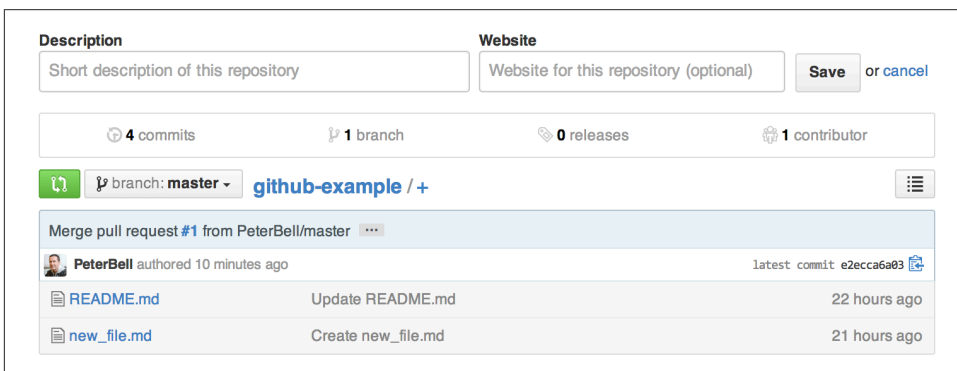 Description Website
Short description of this repository Website for this repository (optional) Save or cancel
4 commits 1 branch 0 releases 1 contributor
branch: master github-example / +
Merge pull request #1 from PeterBell/master ...
PeterBell authored 10 minutes ago latest commit e2ecca6a03
README.md Update README.md 22 hours ago
new_file.md Create new_file.md 21 hours ago